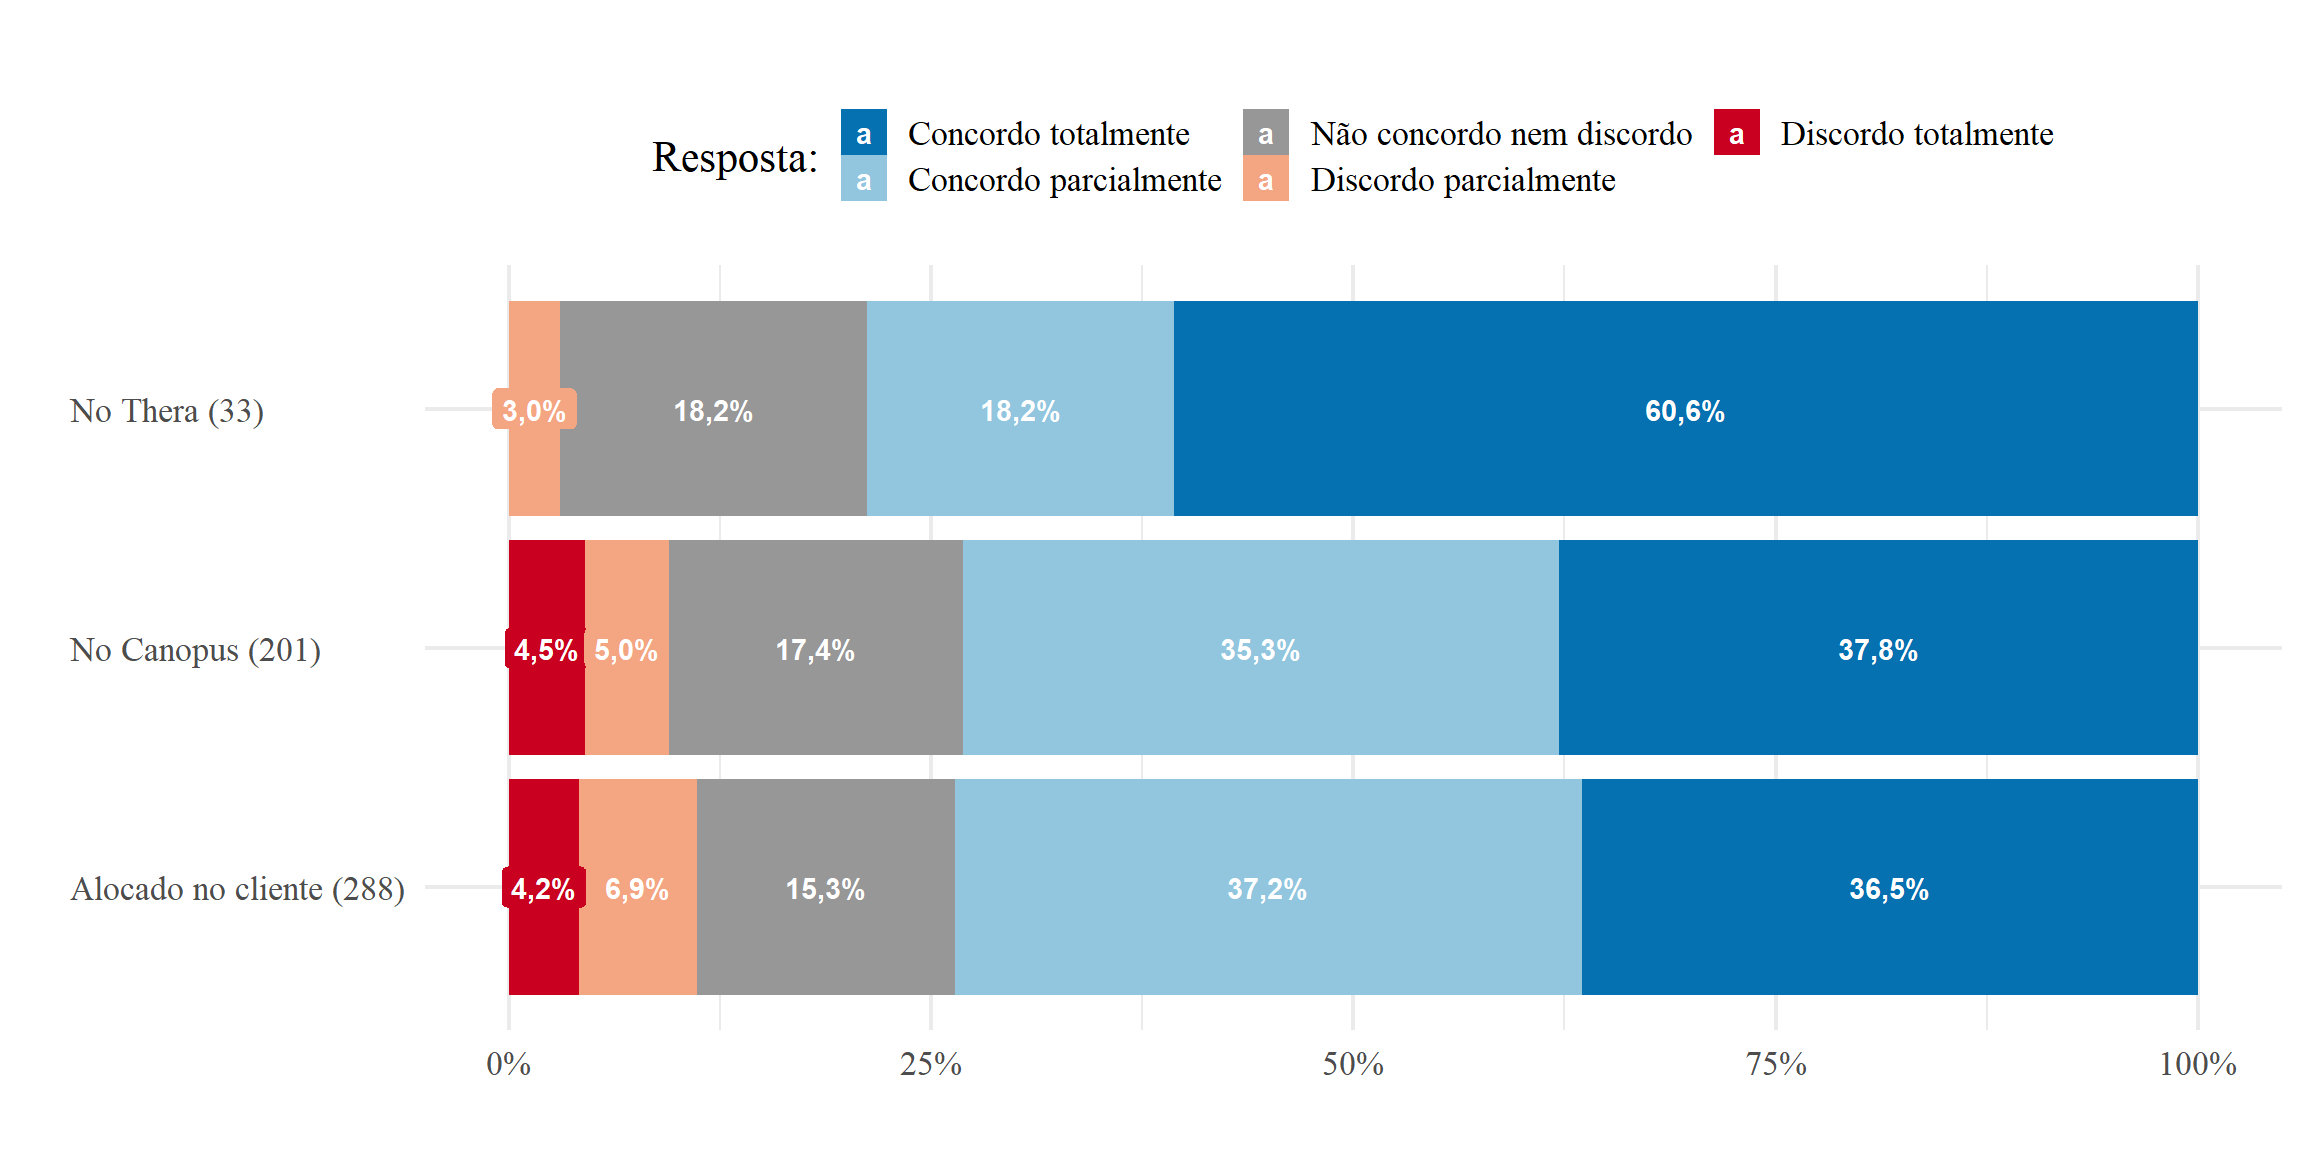 Resposta:
a Concordo totalmente
a Concordo parcialmente
a Não concordo nem discordo
a Discordo parcialmente
a Discordo totalmente
No Thera (33)
3,0% 18,2% 18,2% 60,6%
No Canopus (201)
4,5% 5,0% 17,4% 35,3% 37,8%
Alocado no cliente (288)
4,2% 6,9% 15,3% 37,2% 36,5%
0% 25% 50% 75% 100%